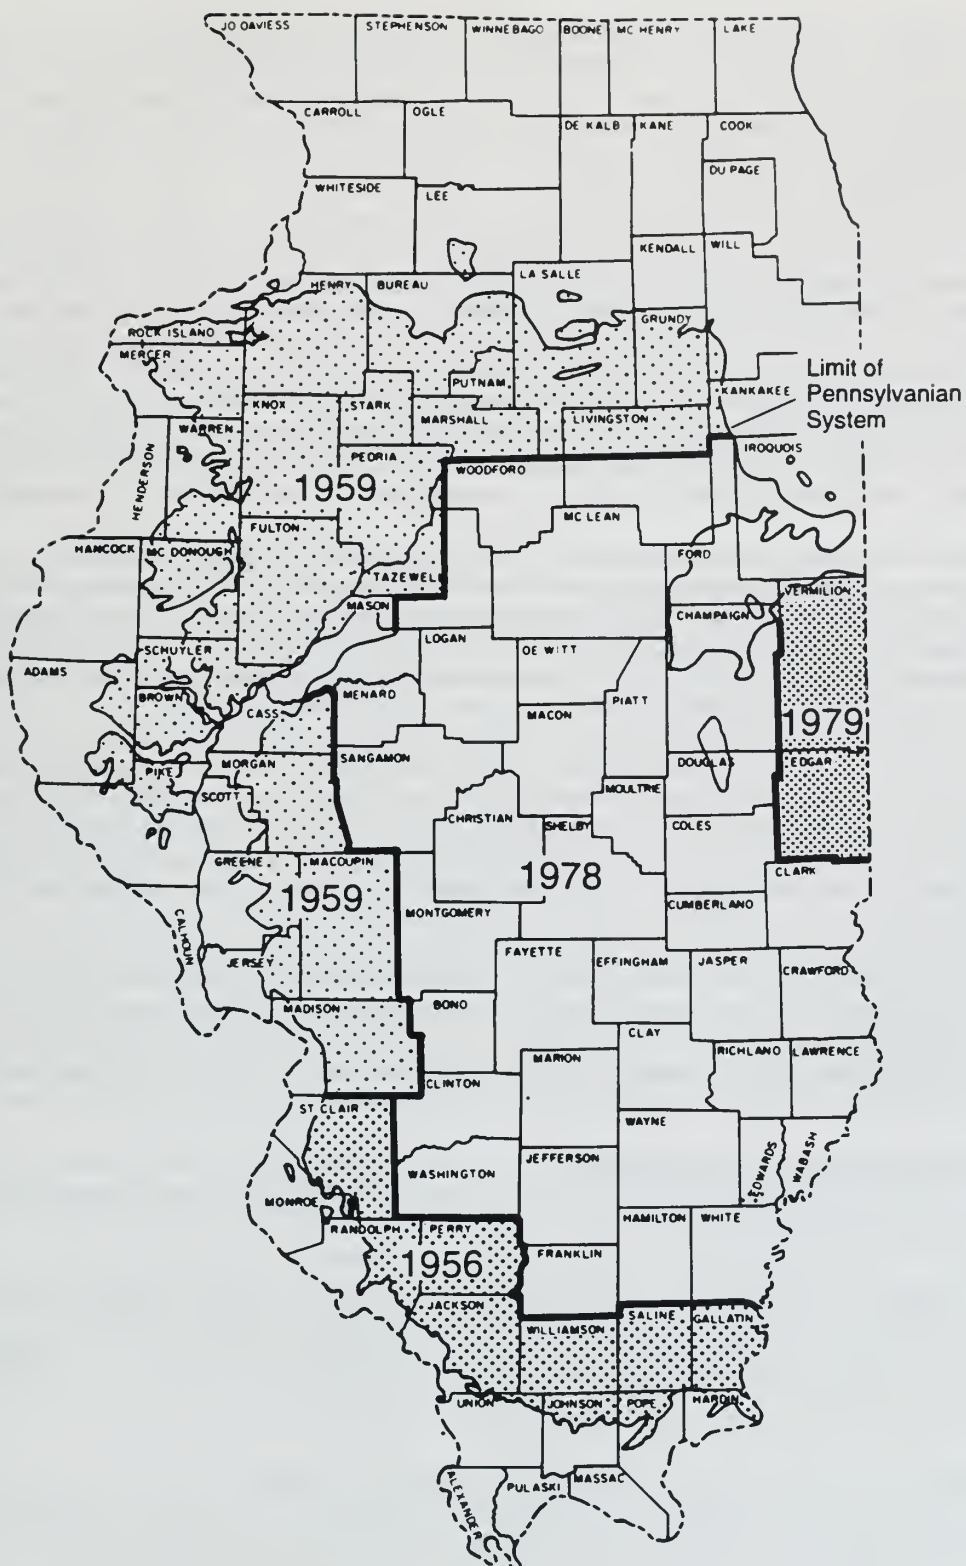 JO DAVIESS
STEPHENSON
WINNEBAGO
BOONE
MC HENRY
LAKE
CARROLL
OGLE
DE KALB
KANE
COOK
DU PAGE
WHITESIDE
LEE
KENDALL
WILL
LA SALLE
HENRY
BUREAU
GRUNDY
ROCK ISLAND
MERCER
PUTNAM
KANKAKEE
Limit of
Pennsylvanian
System
KNOX
STARK
MARSHALL
LIVINGSTON
WARREN
HENDERSON
PEORIA
WOODFORD
IROQUOIS
1959
MC LEAN
FULTON
HANCOCK
MC DONOUGH
FORD
TAZEWELL
VERMILION
MASON
CHAMPAIGN
LOGAN
SCHUYLER
DE WITT
ADAMS
BROWN
CASS
MENARD
PIATT
MACON
1979
MORGAN
SANGAMON
DOUGLAS
EDGAR
PIKE
SCOTT
MOULTRIE
CHRISTIAN
SHELBY
COLES
GREENE
MACOUPIN
CLARK
1978
1959
CUMBERLAND
MONTGOMERY
CALHOUN
JERSEY
FAYETTE
EFFINGHAM
JASPER
CRAWFORD
MADISON
BOND
CLAY
RICHLAND
LAWRENCE
MARION
CLINTON
ST CLAIR
WAYNE
EDWARDS
WABASH
JEFFERSON
WASHINGTON
MONROE
RANDOLPH
PERRY
HAMILTON
WHITE
FRANKLIN
1956
JACKSON
WILLIAMSON
SALINE
GALLATIN
UNION
JOHNSON
POPE
HARDIN
ALEXANDER
PULASKI
MASSAC